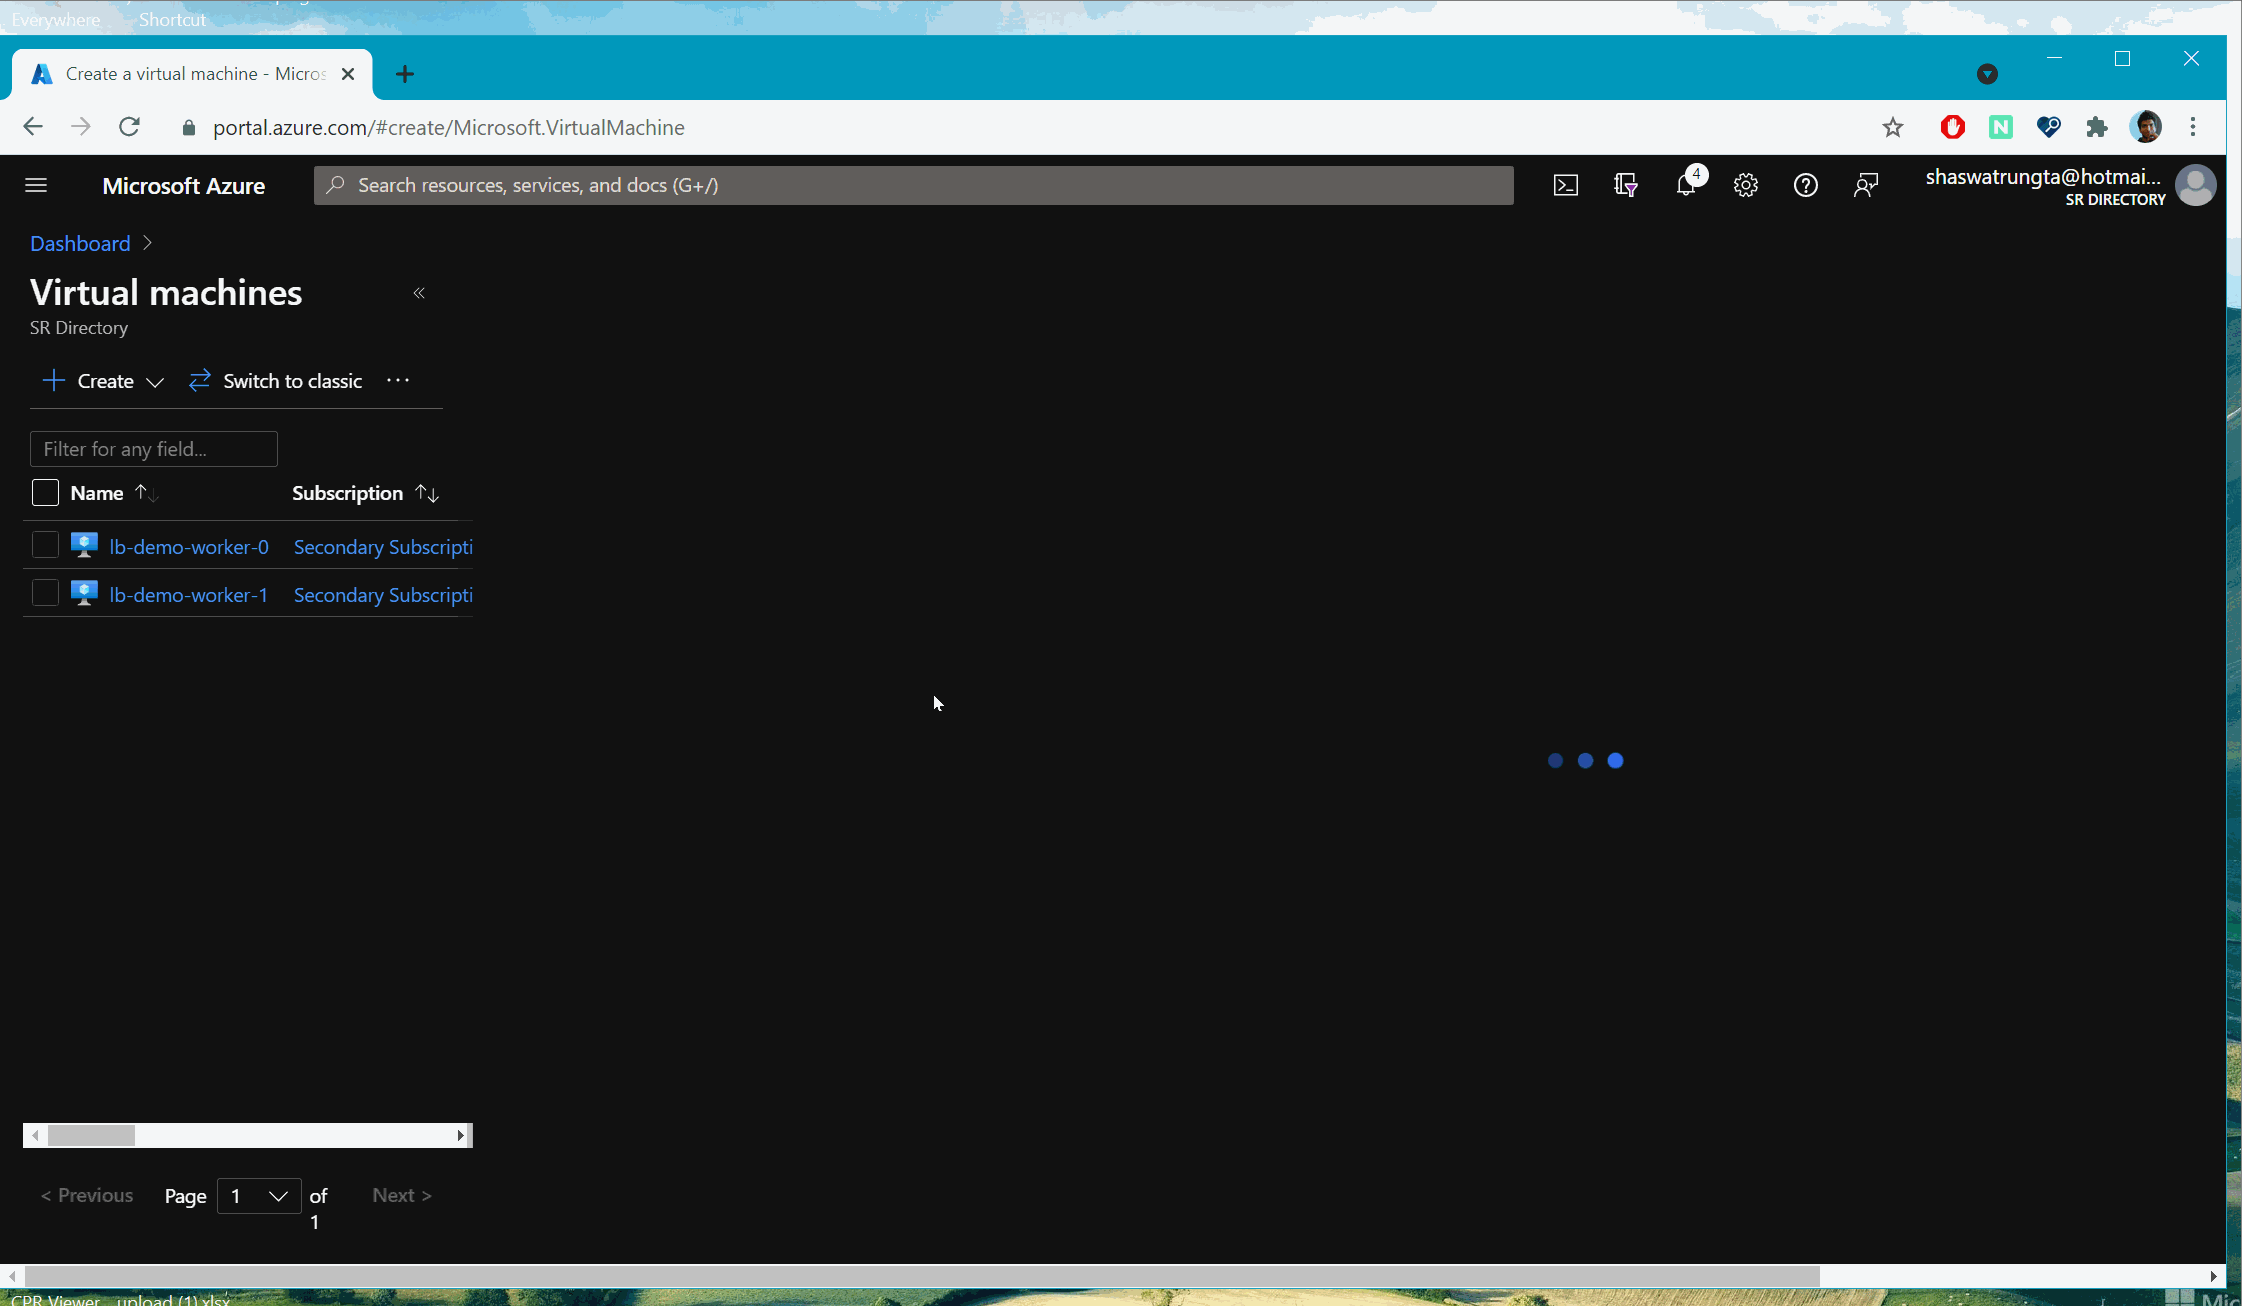 Everywhere Shortcut
Create a virtual machine - Micros
portal.azure.com/#create/Microsoft.VirtualMachine
N
Microsoft Azure
Search resources, services, and docs (G+/)
4
shaswatrungta@hotmai...
SR DIRECTORY
Dashboard >
Virtual machines «
SR Directory
+ Create Switch to classic ...
Filter for any field...
Name ↑↓ Subscription ↑↓
lb-demo-worker-0 Secondary Subscripti
lb-demo-worker-1 Secondary Subscripti
< Previous Page 1 of 1 Next >
CPR Viewer upload (1).xlsx
Mic